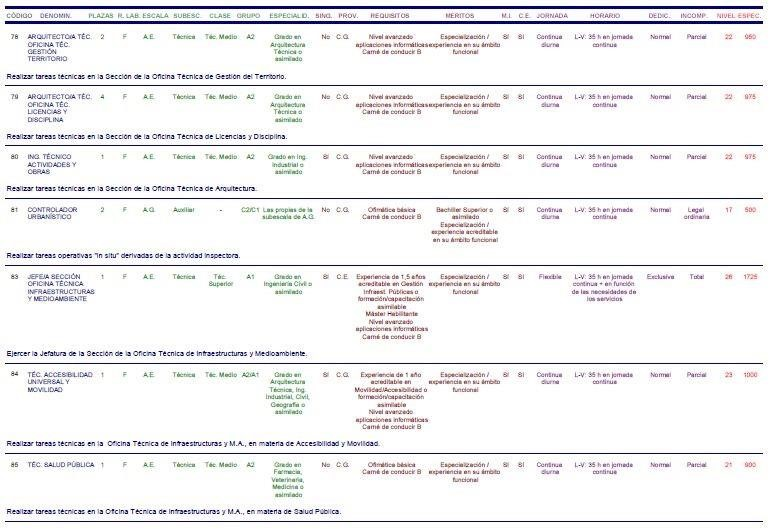 CÓDIGO DENOMIN. PLAZAS R. LAB. ESCALA SUBESC. CLASE GRUPO ESPECIALID. SING. PROV. REQUISITOS MERITOS M.I. C.E. JORNADA HORARIO DEDIC. INCOMP. NIVEL ESPEC.
78 ARQUITECTO/A TÉC. 2 F A.E. Técnica Téc. Medio A2 Grado en No C.G. Nivel avanzado Especialización / SI SI Continua L-V: 35 h en jornada Normal Parcial 22 950
OFICINA TÉC. Arquitectura aplicaciones informáticas experiencia en su ámbito diurna continua
GESTIÓN Técnica o Carné de conducir B funcional
TERRITORIO asimilado
Realizar tareas técnicas en la Sección de la Oficina Técnica de Gestión del Territorio.
79 ARQUITECTO/A TÉC. 4 F A.E. Técnica Téc. Medio A2 Grado en No C.G. Nivel avanzado Especialización / SI SI Continua L-V: 35 h en jornada Normal Parcial 22 975
OFICINA TÉC. Arquitectura aplicaciones informáticas experiencia en su ámbito diurna continua
LICENCIAS Y Técnica o Carné de conducir B funcional
DISCIPLINA asimilado
Realizar tareas técnicas en la Sección de la Oficina Técnica de Licencias y Disciplina.
80 ING. TÉCNICO 1 F A.E. Técnica Téc. Medio A2 Grado en Ing. SI C.G. Nivel avanzado Especialización / SI SI Continua L-V: 35 h en jornada Normal Parcial 22 975
ACTIVIDADES Y Industrial o aplicaciones informáticas experiencia en su ámbito diurna continua
OBRAS asimilado Carné de conducir B funcional
Realizar tareas técnicas en la Sección de la Oficina Técnica de Arquitectura.
81 CONTROLADOR 2 F A.G. Auxiliar - C2/C1 Las propias de la No C.G. Ofimática básica Bachiller Superior o SI SI Continua L-V: 35 h en jornada Normal Legal 17 500
URBANÍSTICO subescala de A.G. Carné de conducir B asimilado diurna continua ordinaria
Especialización /
experiencia acreditable
en su ámbito funcional
Realizar tareas operativas "in situ" derivadas de la actividad inspectora.
83 JEFE/A SECCIÓN 1 F A.E. Técnica Téc. A1 Grado en SI C.E. Experiencia de 1,5 años Especialización / SI SI Flexible L-V: 35 h en jornada Exclusiva Total 26 1725
OFICINA TÉCNICA Superior Ingeniería Civil o acreditable en Gestión experiencia en su ámbito continua + en función
INFRAESTRUCTURAS asimilado Infraest. Públicas o funcional de las necesidades de
Y MEDIOAMBIENTE formación/capacitación los servicios
asimilable
Máster Habilitante
Nivel avanzado
aplicaciones informáticas
Carné de conducir B
Ejercer la Jefatura de la Sección de la Oficina Técnica de Infraestructuras y Medioambiente.
84 TÉC. ACCESIBILIDAD 1 F A.E. Técnica Téc. Medio A2/A1 Grado en SI C.G. Experiencia de 1 año Especialización / SI SI Continua L-V: 35 h en jornada Normal Parcial 23 1000
UNIVERSAL Y Arquitectura acreditable en experiencia en su ámbito diurna continua
MOVILIDAD Técnica, Ing. Movilidad/Accesibilidad o funcional
Industrial, Civil, formación/capacitación
Geografía o asimilable
asimilado Nivel avanzado
aplicaciones informáticas
Carné de conducir B
Realizar tareas técnicas en la Oficina Técnica de Infraestructuras y M.A., en materia de Accesibilidad y Movilidad.
85 TÉC. SALUD PÚBLICA 1 F A.E. Técnica Téc. Medio A2 Grado en No C.G. Ofimática básica Especialización / SI SI Continua L-V: 35 h en jornada Normal Parcial 21 900
Farmacia, Carné de conducir B experiencia en su ámbito diurna continua
Veterinaria, funcional
Medicina o
asimilado
Realizar tareas técnicas en la Oficina Técnica de Infraestructuras y M.A., en materia de Salud Pública.